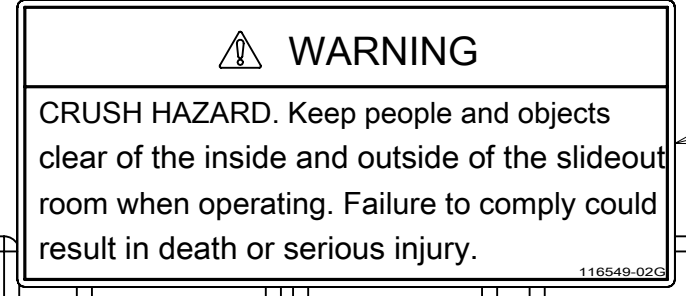 WARNING
CRUSH HAZARD. Keep people and objects
clear of the inside and outside of the slideout
room when operating. Failure to comply could
result in death or serious injury.
116549-02G